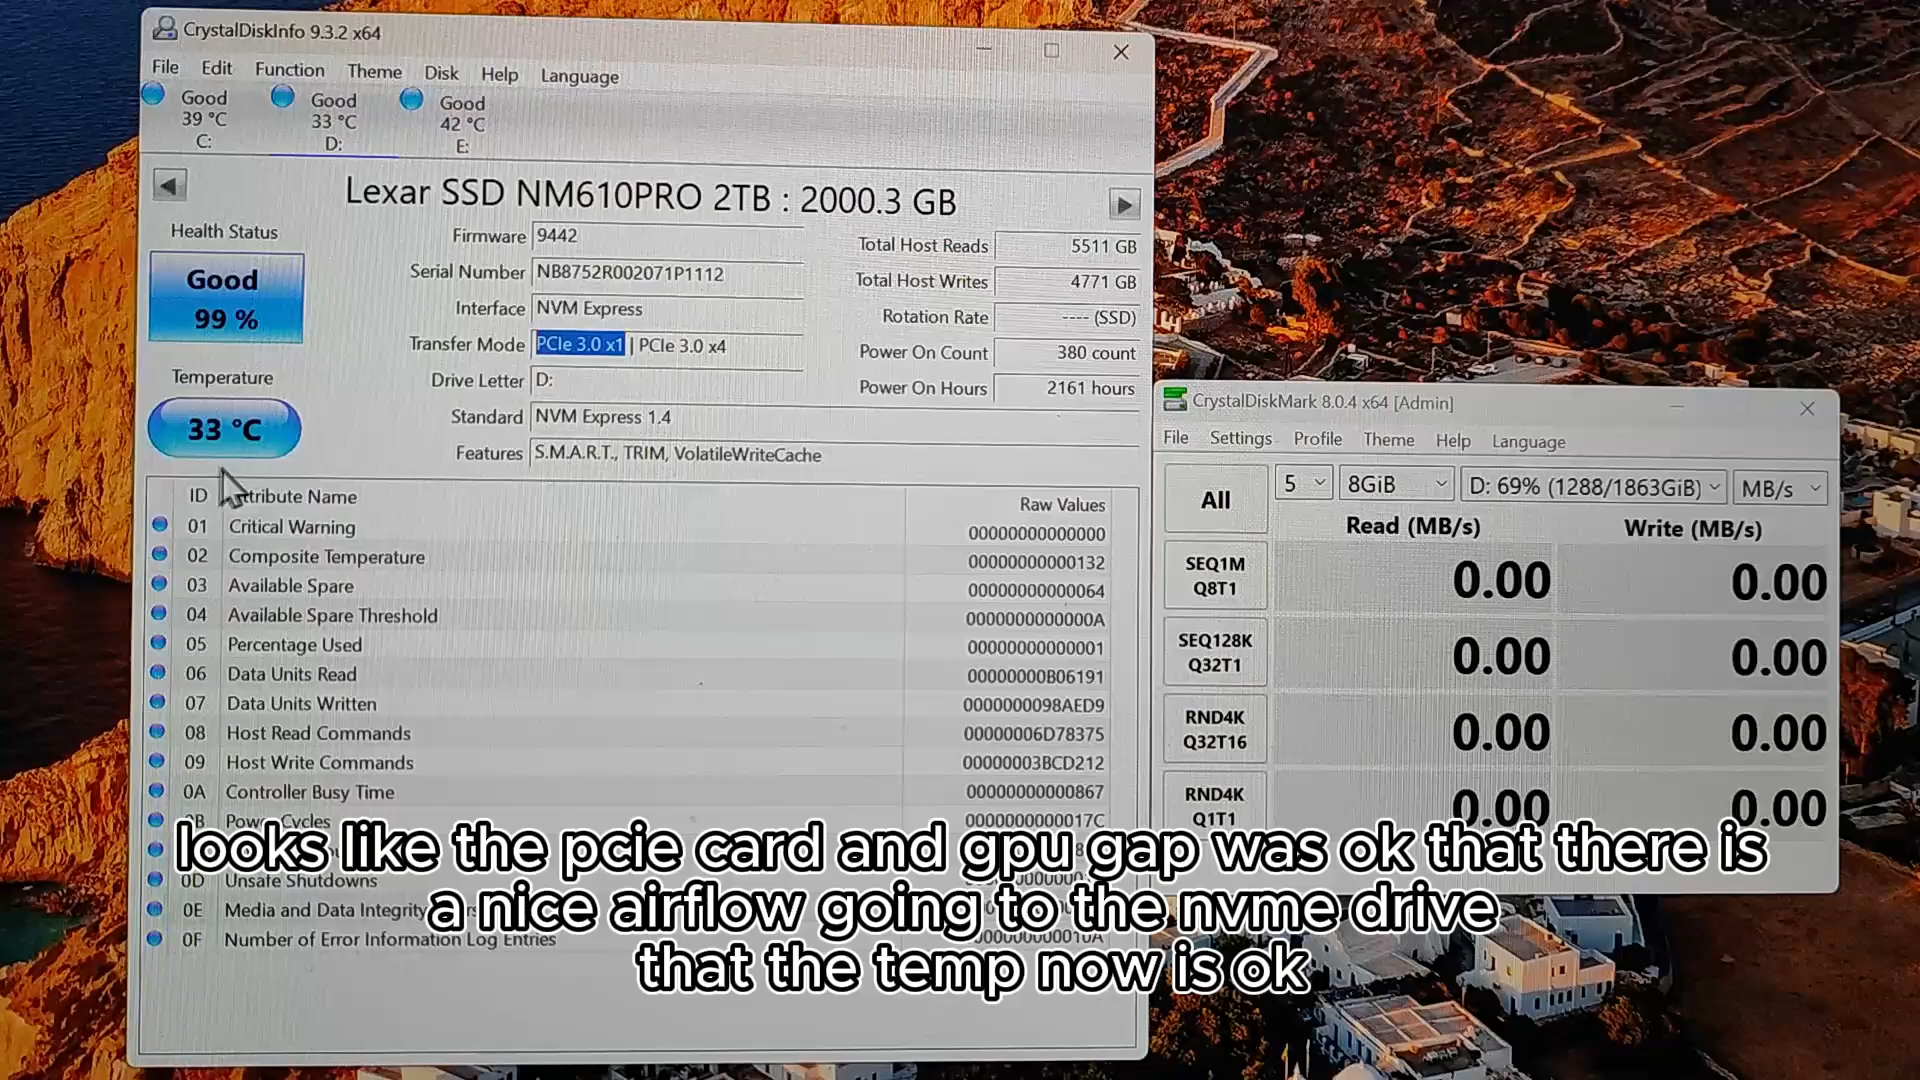 CrystalDiskInfo 9.3.2 x64
File Edit Function Theme Disk Help Language
Good Good Good
39 °C 33 °C 42 °C
C: D: E:
Lexar SSD NM610PRO 2TB : 2000.3 GB
Health Status
Good
99 %
Temperature
33 °C
Firmware 9442
Serial Number NB8752R002071P1112
Interface NVM Express
Transfer Mode PCIe 3.0 x1 | PCIe 3.0 x4
Drive Letter D:
Standard NVM Express 1.4
Features S.M.A.R.T., TRIM, VolatileWriteCache
Total Host Reads 5511 GB
Total Host Writes 4771 GB
Rotation Rate ---- (SSD)
Power On Count 380 count
Power On Hours 2161 hours
ID Attribute Name Raw Values
01 Critical Warning 00000000000000
02 Composite Temperature 00000000000132
03 Available Spare 00000000000064
04 Available Spare Threshold 0000000000000A
05 Percentage Used 00000000000001
06 Data Units Read 00000000B06191
07 Data Units Written 0000000098AED9
08 Host Read Commands 00000006D78375
09 Host Write Commands 00000003BCD212
0A Controller Busy Time 00000000000867
0B Power Cycles 0000000000017C
0D Unsafe Shutdowns
0E Media and Data Integrity
0F Number of Error Information Log Entries
CrystalDiskMark 8.0.4 x64 [Admin]
File Settings Profile Theme Help Language
All 5 8GiB D: 69% (1288/1863GiB) MB/s
Read (MB/s) Write (MB/s)
SEQ1M
Q8T1 0.00 0.00
SEQ128K
Q32T1 0.00 0.00
RND4K
Q32T16 0.00 0.00
RND4K
Q1T1 0.00 0.00
looks like the pcie card and gpu gap was ok that there is
a nice airflow going to the nvme drive
that the temp now is ok